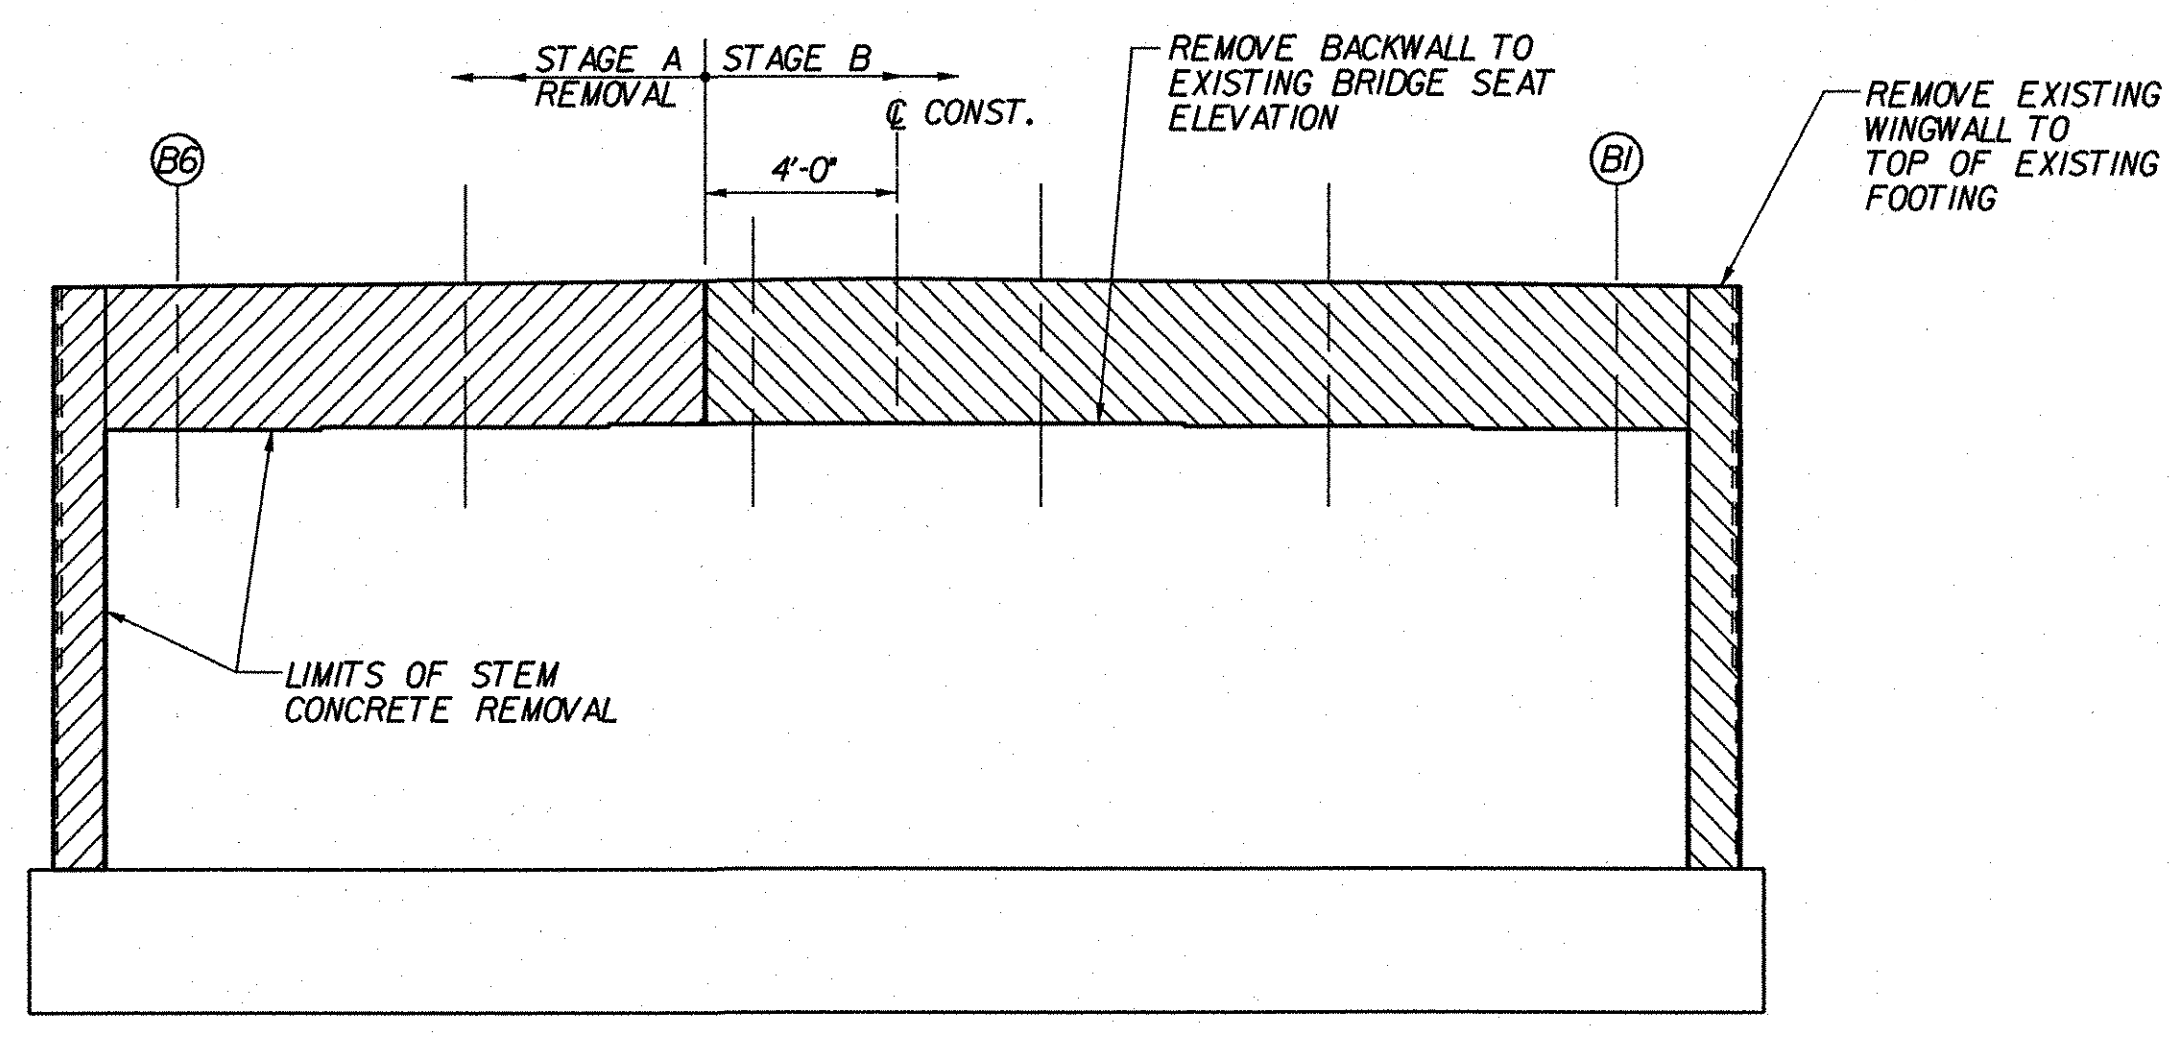 STAGE A
REMOVAL
STAGE B
℄ CONST.
4'-0"
B6
B1
REMOVE BACKWALL TO
EXISTING BRIDGE SEAT
ELEVATION
REMOVE EXISTING
WINGWALL TO
TOP OF EXISTING
FOOTING
LIMITS OF STEM
CONCRETE REMOVAL